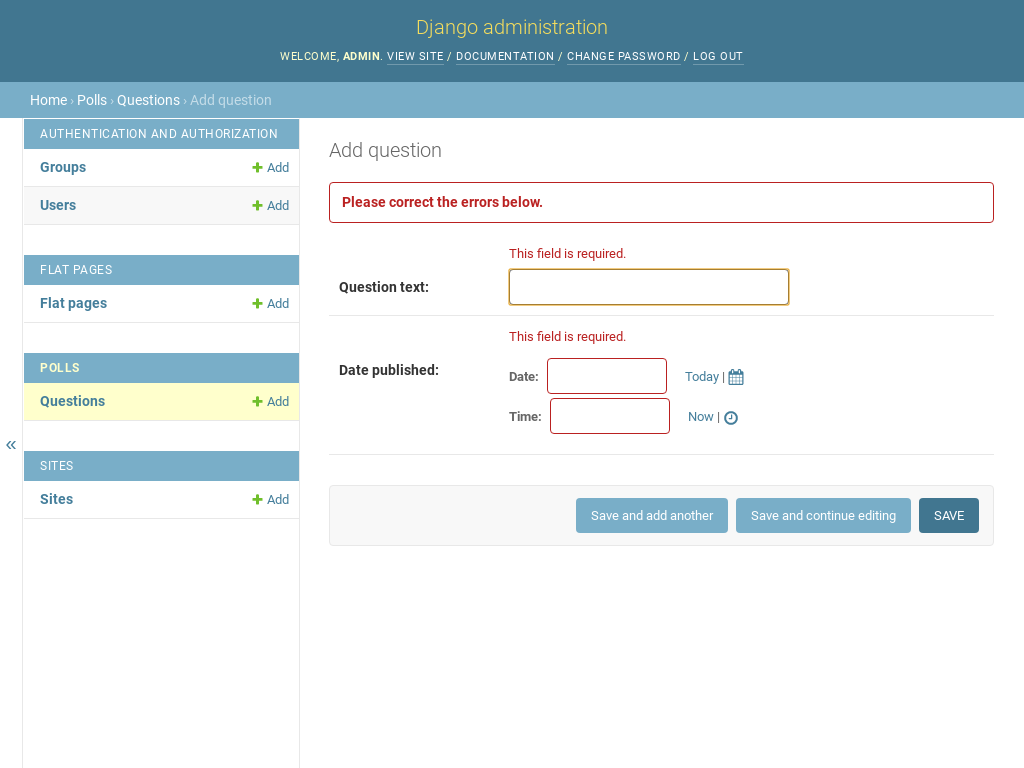 Django administration
WELCOME, ADMIN. VIEW SITE / DOCUMENTATION / CHANGE PASSWORD / LOG OUT
Home › Polls › Questions › Add question
AUTHENTICATION AND AUTHORIZATION
Groups Add
Users Add
FLAT PAGES
Flat pages Add
POLLS
Questions Add
«
SITES
Sites Add
Add question
Please correct the errors below.
This field is required.
Question text:
This field is required.
Date published:
Date: Today |
Time: Now |
Save and add another Save and continue editing SAVE